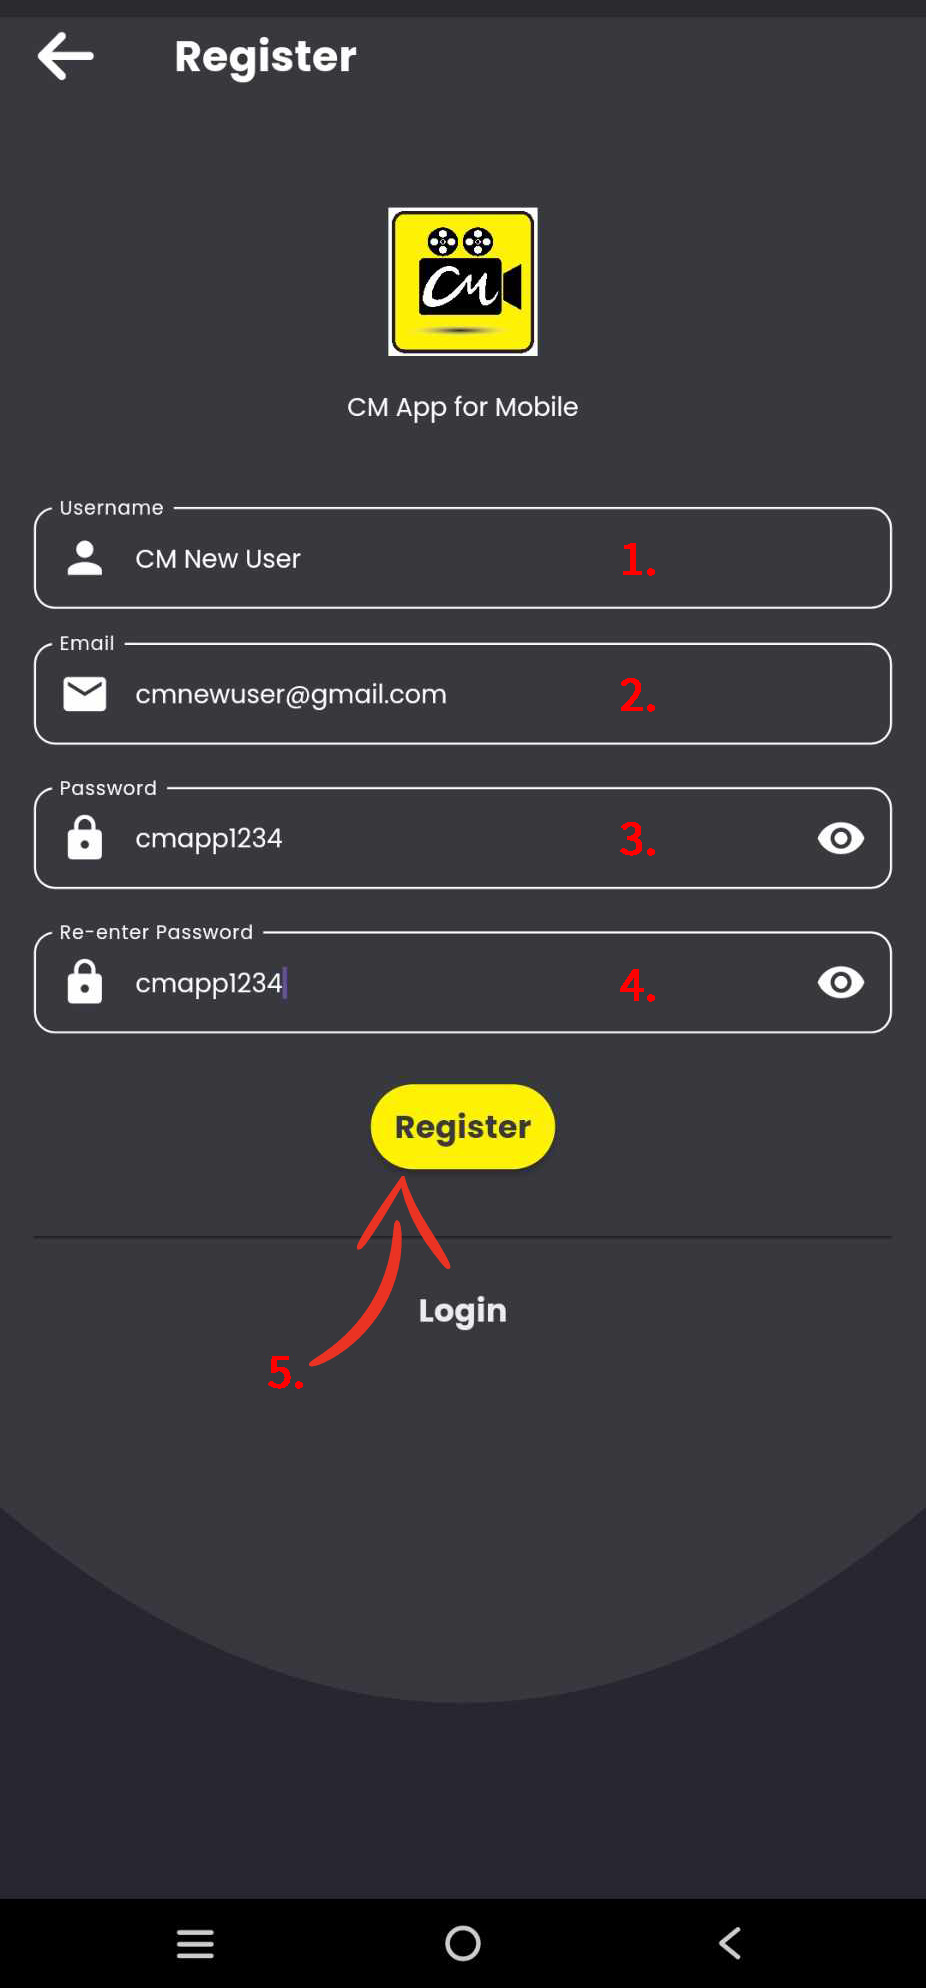 Register
CM
CM App for Mobile
Username
CM New User 1.
Email
cmnewuser@gmail.com 2.
Password
cmapp1234 3.
Re-enter Password
cmapp1234 4.
Register
Login
5.